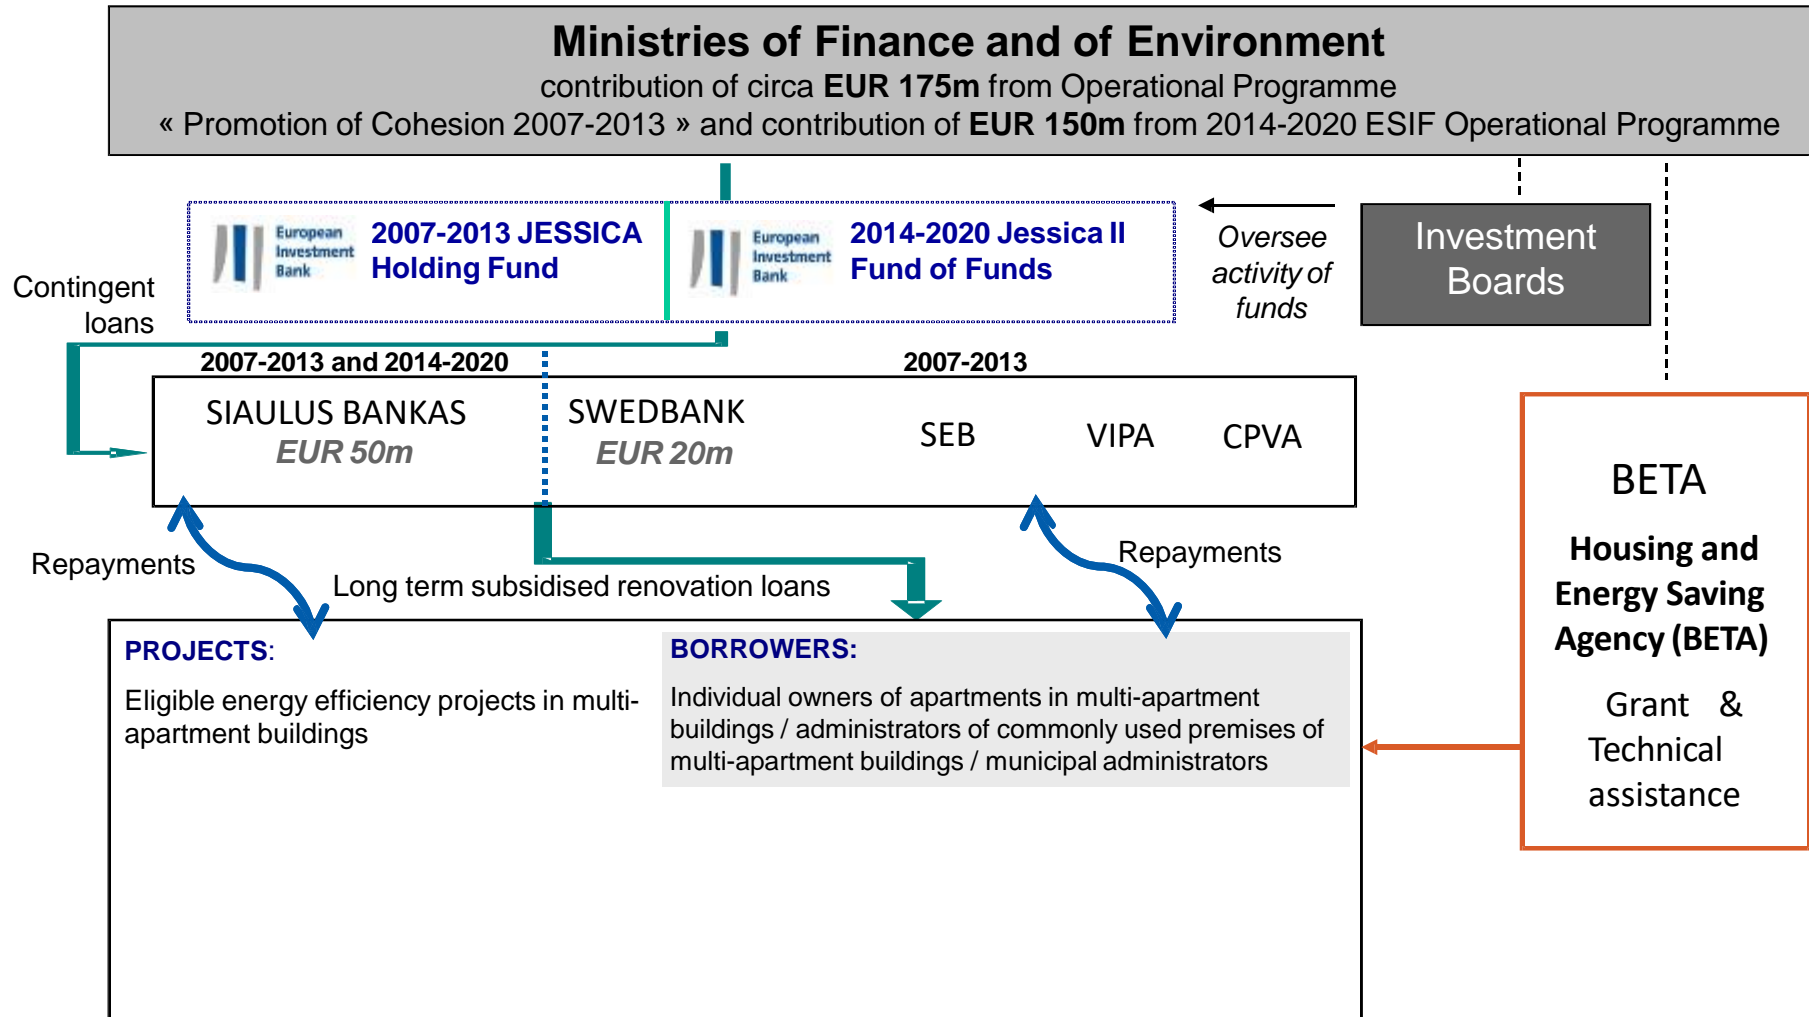 Ministries of Finance and of Environment
contribution of circa EUR 175m from Operational Programme
« Promotion of Cohesion 2007-2013 » and contribution of EUR 150m from 2014-2020 ESIF Operational Programme
European
Investment
Bank
2007-2013 JESSICA
Holding Fund
European
Investment
Bank
2014-2020 Jessica II
Fund of Funds
Oversee
activity of
funds
Investment
Boards
Contingent
loans
2007-2013 and 2014-2020
2007-2013
SIAULUS BANKAS
EUR 50m
SWEDBANK
EUR 20m
SEB
VIPA
CPVA
Repayments
Long term subsidised renovation loans
Repayments
PROJECTS:
Eligible energy efficiency projects in multi-
apartment buildings
BORROWERS:
Individual owners of apartments in multi-apartment
buildings / administrators of commonly used premises of
multi-apartment buildings / municipal administrators
BETA
Housing and
Energy Saving
Agency (BETA)
Grant &
Technical
assistance